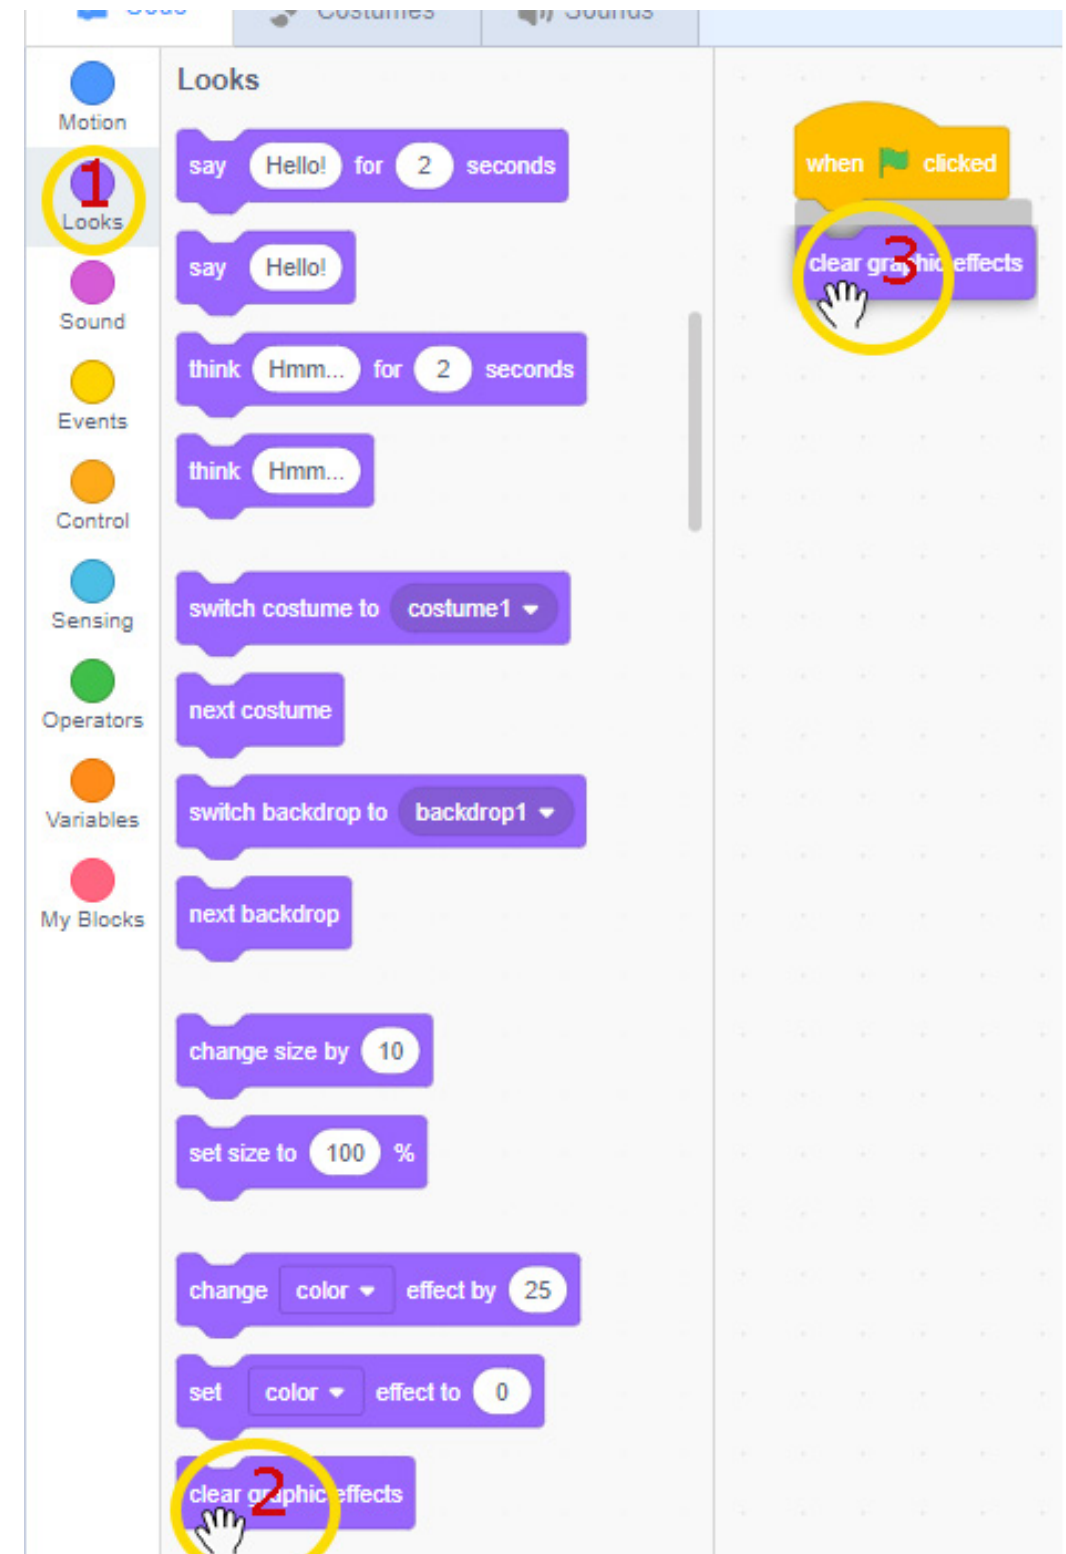 Code Costumes Sounds
Motion
1
Looks
Sound
Events
Control
Sensing
Operators
Variables
My Blocks
Looks
say Hello! for 2 seconds
say Hello!
think Hmm... for 2 seconds
think Hmm...
switch costume to costume1
next costume
switch backdrop to backdrop1
next backdrop
change size by 10
set size to 100 %
change color effect by 25
set color effect to 0
clear graphic effects
2
when clicked
clear graphic effects
3